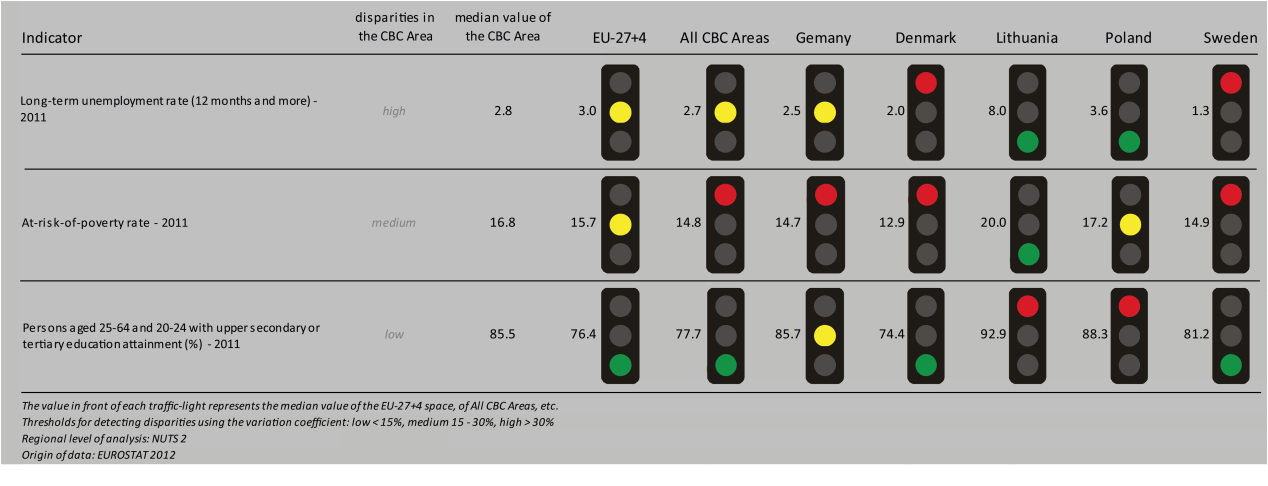 disparities in
median value of
Indicator
the CBC Area
the CBC Area
EU-27+4
All CBC Areas
Gemany
Denmark
Lithuania
Poland
Sweden
Long-term unemployment rate (12 months and more) -
2011
high
2.8
3.0
2.7
2.5
2.0
8.0
3.6
1.3
At-risk-of-poverty rate - 2011
medium
16.8
15.7
14.8
14.7
12.9
20.0
17.2
14.9
Persons aged 25-64 and 20-24 with upper secondary or
tertiary education attainment (%) - 2011
low
85.5
76.4
77.7
85.7
74.4
92.9
88.3
81.2
The value in front of each traffic-light represents the median value of the EU-27+4 space, of All CBC Areas, etc.
Thresholds for detecting disparities using the variation coefficient: low < 15%, medium 15 - 30%, high > 30%
Regional level of analysis: NUTS 2
Origin of data: EUROSTAT 2012